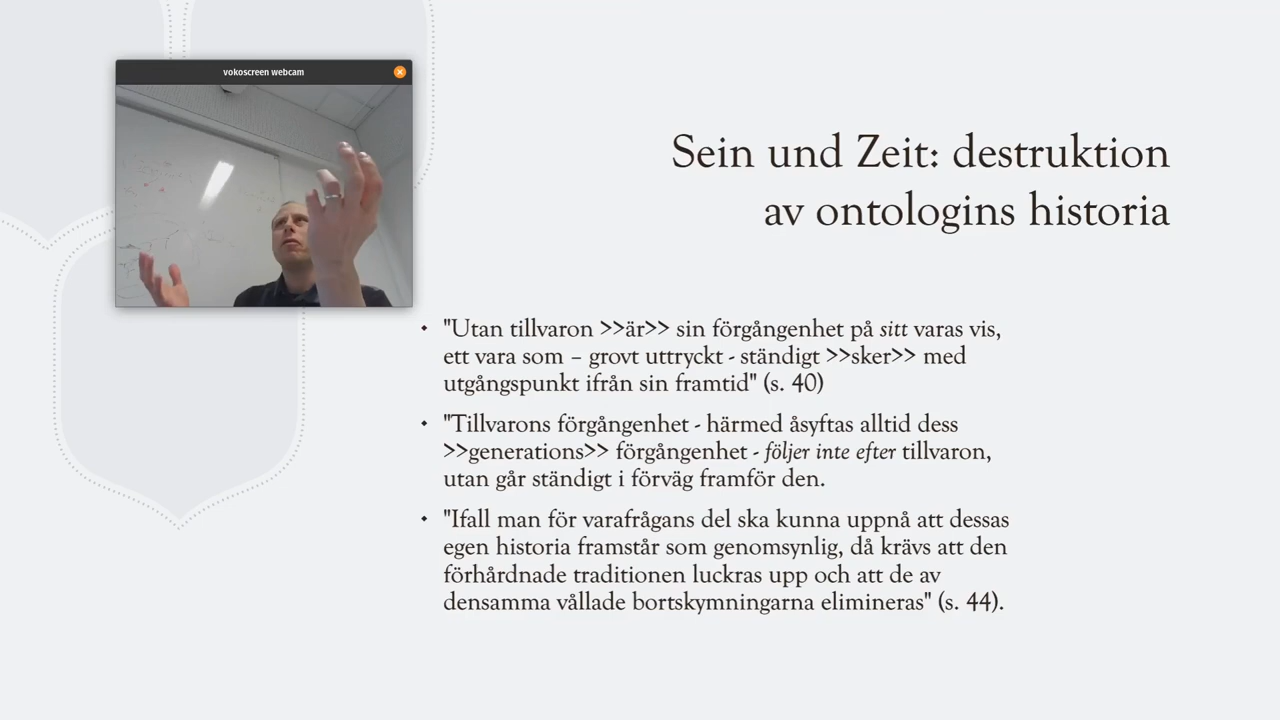 vokoscreen webcam
Sein und Zeit: destruktion
av ontologins historia
"Utan tillvaron >>är>> sin förgångenhet på sitt varas vis,
ett vara som – grovt uttryckt - ständigt >>sker>> med
utgångspunkt ifrån sin framtid" (s. 40)
"Tillvarons förgångenhet - härmed åsyftas alltid dess
>>generations>> förgångenhet - följer inte efter tillvaron,
utan går ständigt i förväg framför den.
"Ifall man för varafrågans del ska kunna uppnå att dessas
egen historia framstår som genomsynlig, då krävs att den
förhårdnade traditionen luckras upp och att de av
densamma vållade bortskymningarna elimineras" (s. 44).